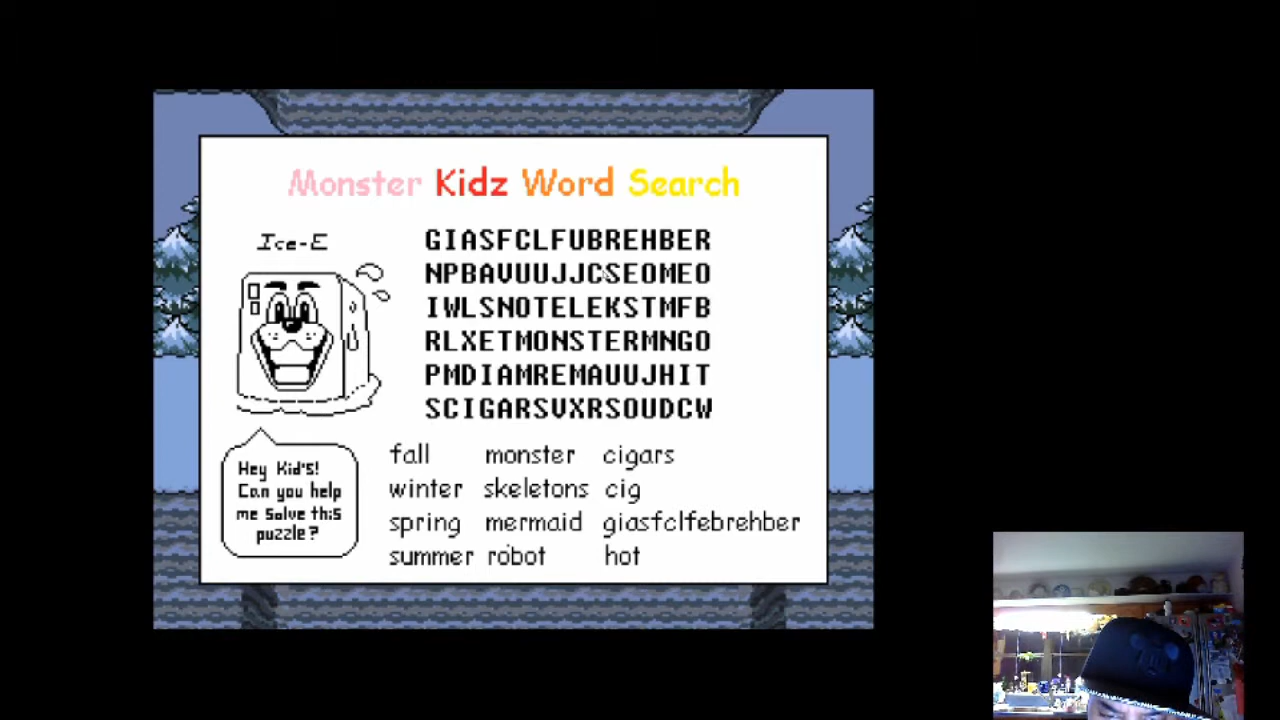 Monster Kidz Word Search
Ice-E
GIASFCLFUBREHBER
NPBAVUUJJCSEOMEO
IWLSNOTELEKSTMFB
RLXETMONSTERMNGO
PMDIAMREMAUUJHIT
SCIGARSVXRSOUDCW
Hey Kid's!
Can you help
me solve this
puzzle?
fall monster cigars
winter skeletons cig
spring mermaid giasfclfebrehber
summer robot hot